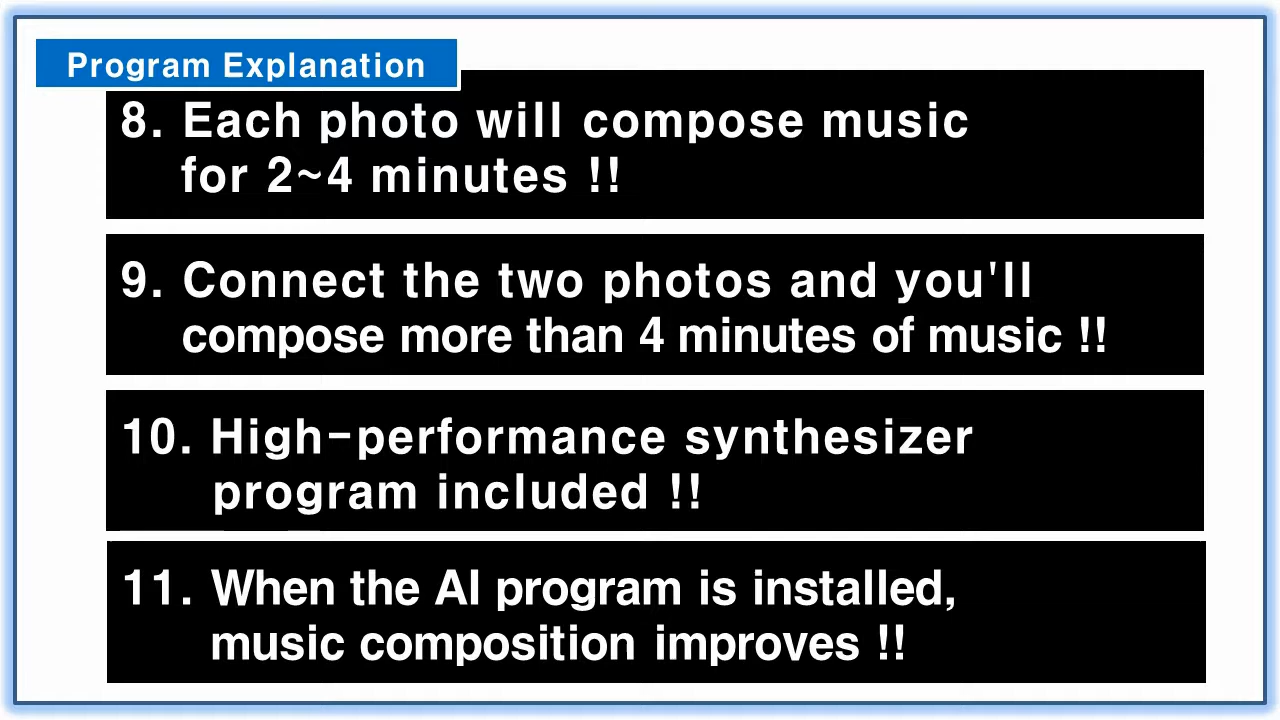 Program Explanation
8. Each photo will compose music
for 2~4 minutes !!
9. Connect the two photos and you'll
compose more than 4 minutes of music !!
10. High-performance synthesizer
program included !!
11. When the AI program is installed,
music composition improves !!